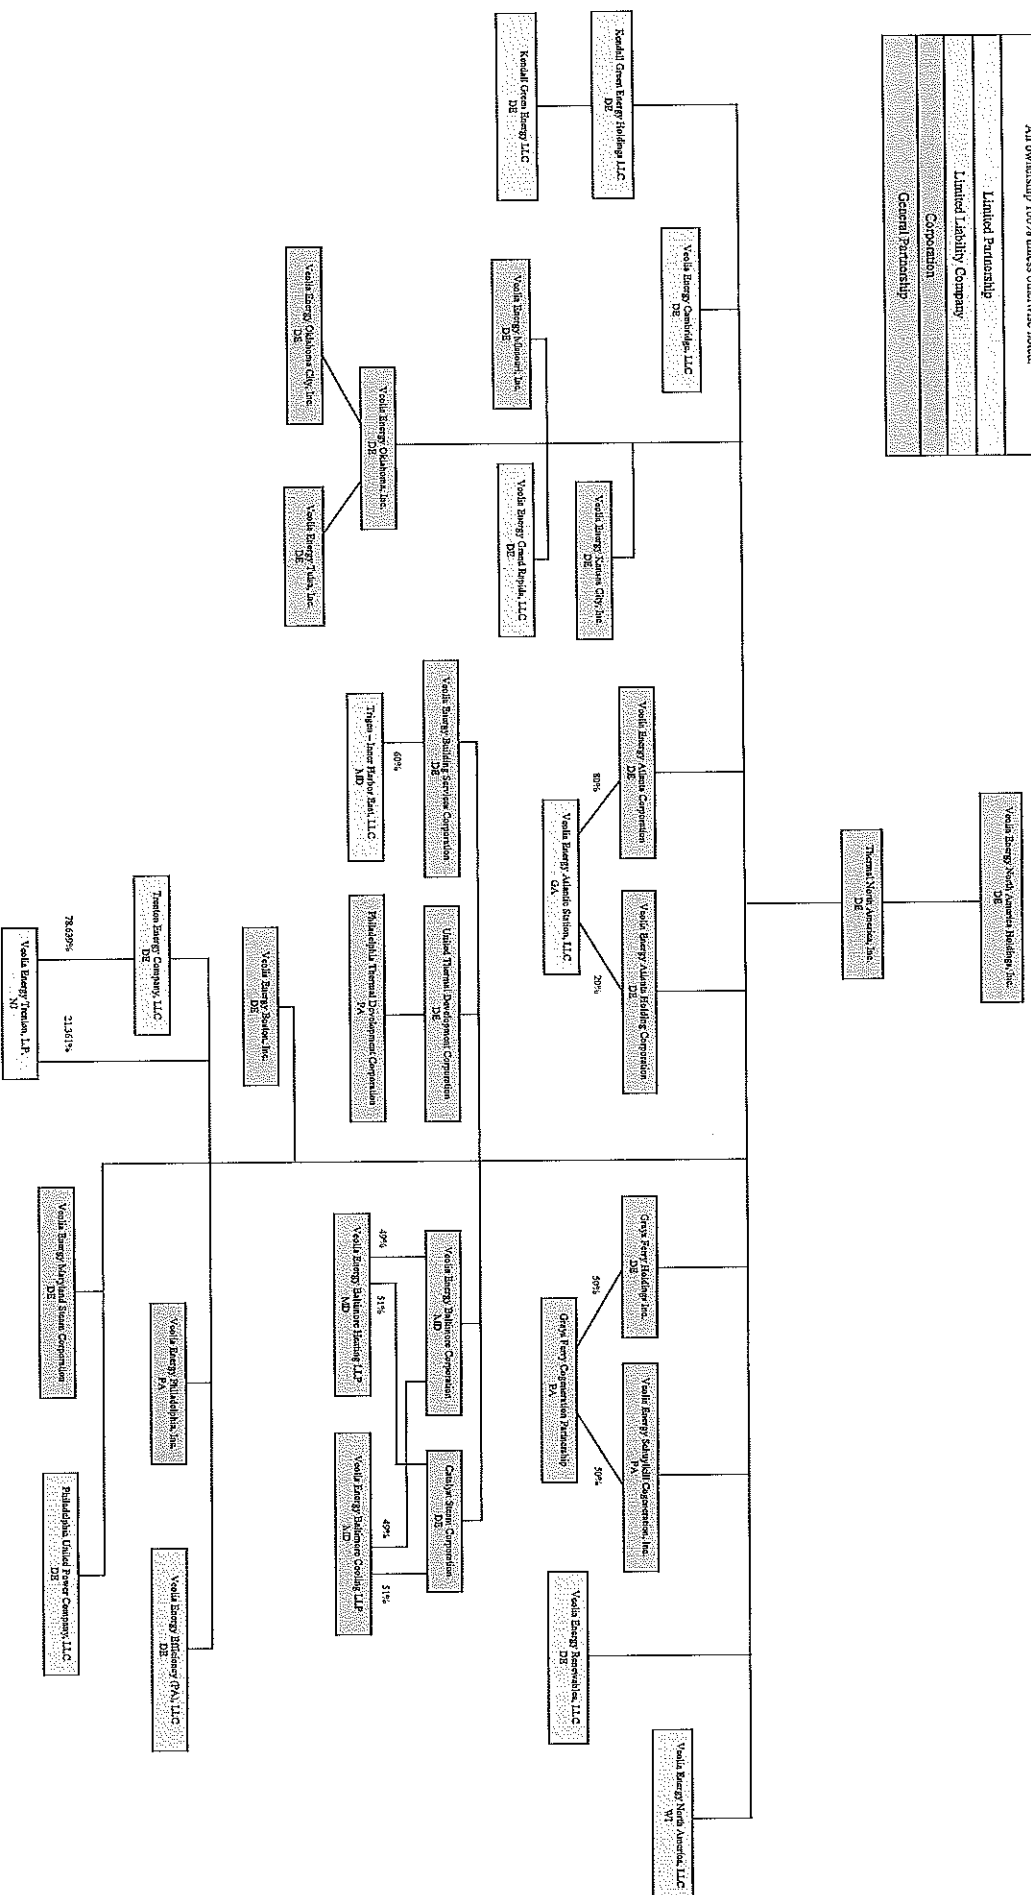 All ownership 100% unless otherwise noted.
Limited Partnership
Limited Liability Company
Corporation
General Partnership
Veolia Energy North America Holdings, Inc.
DE
Thermal North America, Inc.
DE
Kendall Green Energy Holdings LLC
DE
Kendall Green Energy LLC
DE
Veolia Energy Cambridge, LLC
DE
Veolia Energy Kansas City, Inc.
DE
Veolia Energy Missouri, Inc.
DE
Veolia Energy Grand Rapids, LLC
DE
Veolia Energy Oklahoma, Inc.
DE
Veolia Energy Oklahoma City, Inc.
DE
Veolia Energy Tulsa, Inc.
DE
Veolia Energy Atlanta Corporation
DE
Veolia Energy Atlanta Holding Corporation
DE
80%
20%
Veolia Energy Atlantic Station, LLC
GA
Grays Ferry Holding Inc.
DE
Veolia Energy Schuylkill Cogeneration, Inc.
PA
50%
50%
Grays Ferry Cogeneration Partnership
PA
Veolia Energy Renewables, LLC
DE
Veolia Energy North America, LLC
WI
Veolia Energy Building Services Corporation
DE
60%
Trigen – Inner Harbor East, LLC
MD
United Thermal Development Corporation
DE
Philadelphia Thermal Development Corporation
PA
Veolia Energy Baltimore Corporation
MD
Catalyst Steam Corporation
DE
49%
51%
49%
51%
Veolia Energy Baltimore Heating LLP
MD
Veolia Energy Baltimore Cooling LLP
MD
Veolia Energy Boston, Inc.
DE
Trenton Energy Company, LLC
DE
78.639%
21.361%
Veolia Energy Trenton, L.P.
NJ
Veolia Energy Philadelphia, Inc.
PA
Veolia Energy Efficiency (PA), LLC
DE
Veolia Energy Maryland Steam Corporation
DE
Philadelphia United Power Company, LLC
DE